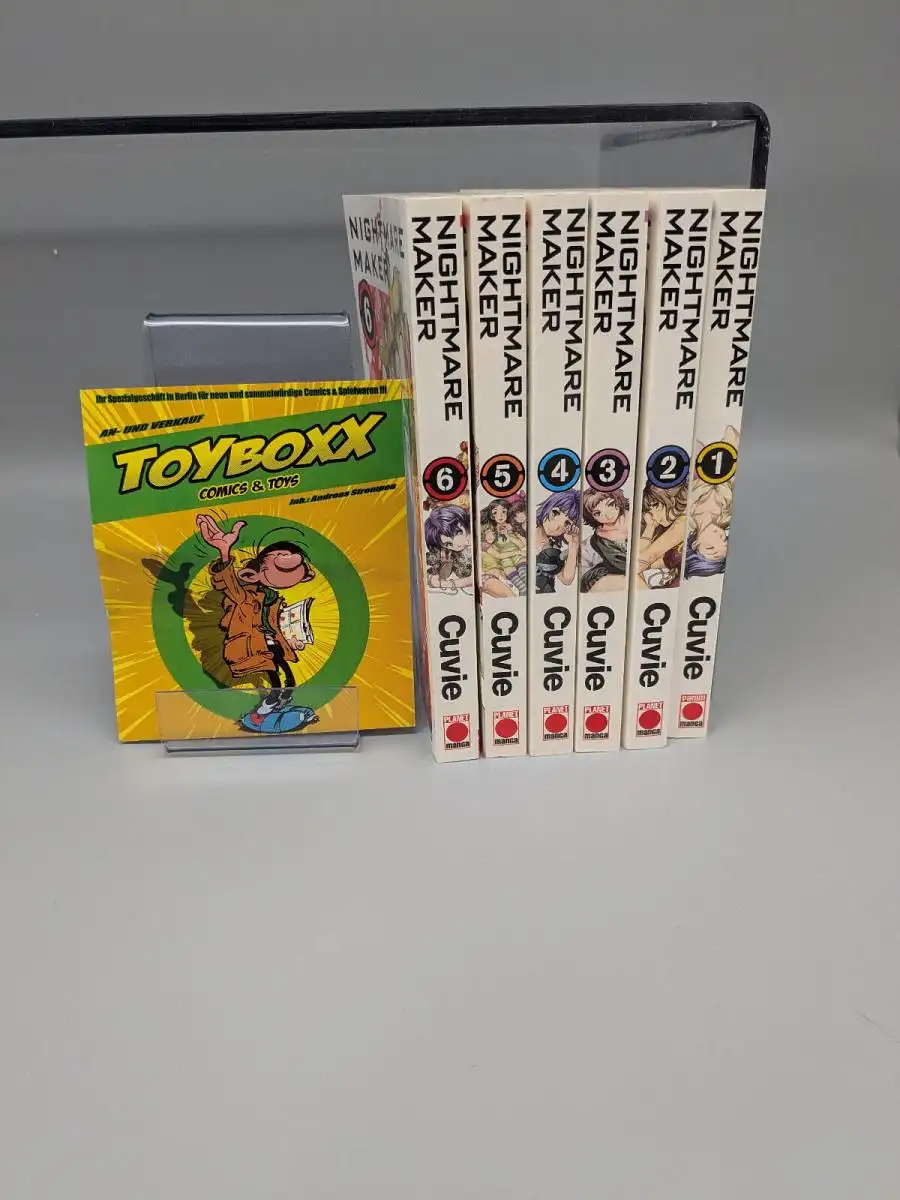 Ihr Spezialgeschäft in Berlin für neue und sammelwürdige Comics & Spielwaren !!!
AN- UND VERKAUF
TOYBOXX
COMICS & TOYS
Inh.: Andreas Strompen
NIGHTMARE
MAKER
6
NIGHTMARE
MAKER
6
Cuvie
PLANET
manga
NIGHTMARE
MAKER
5
Cuvie
PLANET
manga
NIGHTMARE
MAKER
4
Cuvie
PLANET
manga
NIGHTMARE
MAKER
3
Cuvie
PLANET
manga
NIGHTMARE
MAKER
2
Cuvie
PLANET
manga
NIGHTMARE
MAKER
1
Cuvie
panini
manga